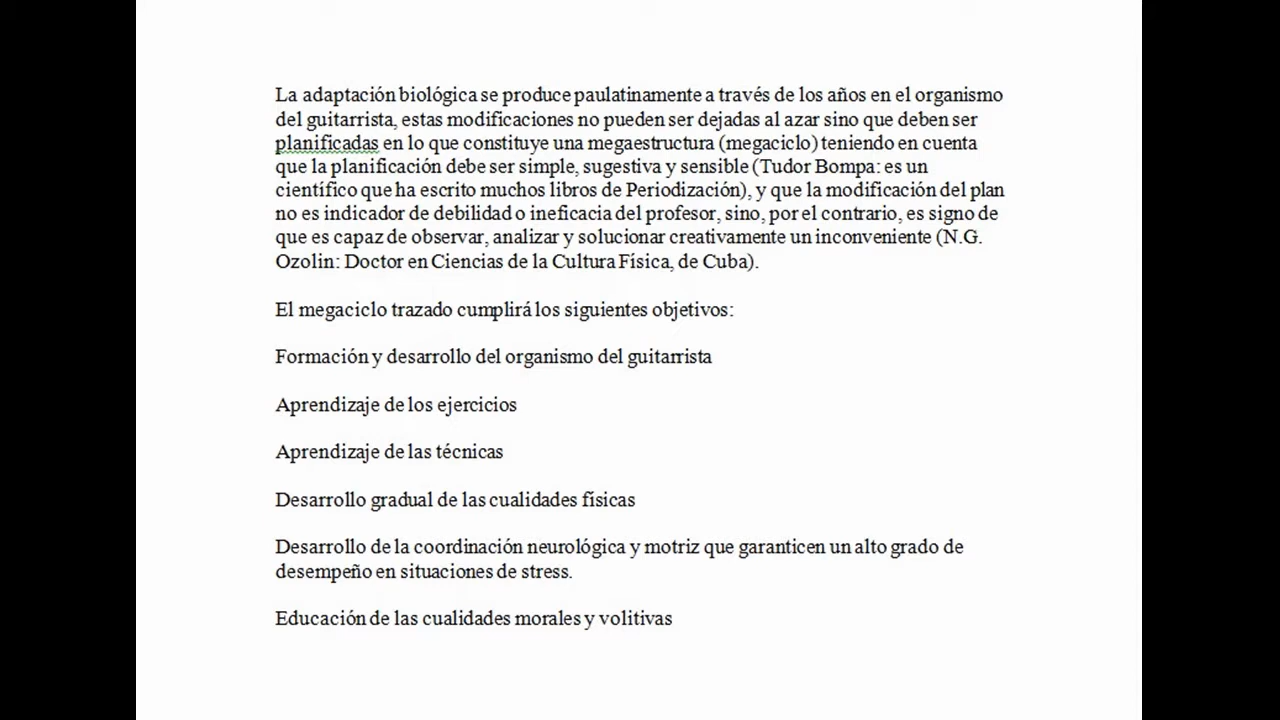 La adaptación biológica se produce paulatinamente a través de los años en el organismo
del guitarrista, estas modificaciones no pueden ser dejadas al azar sino que deben ser
planificadas en lo que constituye una megaestructura (megaciclo) teniendo en cuenta
que la planificación debe ser simple, sugestiva y sensible (Tudor Bompa: es un
científico que ha escrito muchos libros de Periodización), y que la modificación del plan
no es indicador de debilidad o ineficacia del profesor, sino, por el contrario, es signo de
que es capaz de observar, analizar y solucionar creativamente un inconveniente (N.G.
Ozolin: Doctor en Ciencias de la Cultura Física, de Cuba).
El megaciclo trazado cumplirá los siguientes objetivos:
Formación y desarrollo del organismo del guitarrista
Aprendizaje de los ejercicios
Aprendizaje de las técnicas
Desarrollo gradual de las cualidades físicas
Desarrollo de la coordinación neurológica y motriz que garanticen un alto grado de
desempeño en situaciones de stress.
Educación de las cualidades morales y volitivas